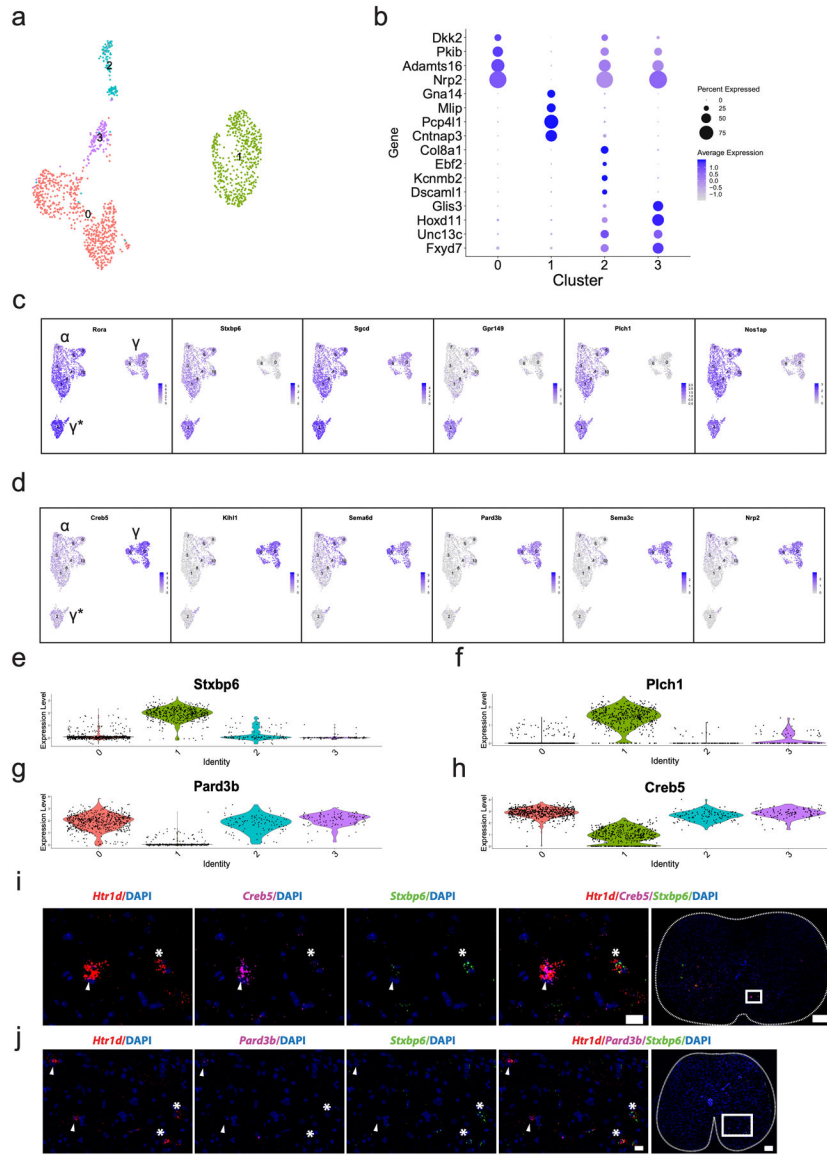 a
2
3
0
1
b
Gene
Dkk2
Pkib
Adamts16
Nrp2
Gna14
Mlip
Pcp4l1
Cntnap3
Col8a1
Ebf2
Kcnmb2
Dscaml1
Glis3
Hoxd11
Unc13c
Fxyd7
0 1 2 3
Cluster
Percent Expressed
0
25
50
75
Average Expression
1.0
0.5
0.0
−0.5
−1.0
c
Rora Stxbp6 Sgcd Gpr149 Plch1 Nos1ap
α γ
γ*
d
Creb5 Klhl1 Sema6d Pard3b Sema3c Nrp2
α γ
γ*
e
Stxbp6
Expression Level
0 1 2 3
Identity
f
Plch1
Expression Level
0 1 2 3
Identity
g
Pard3b
Expression Level
0 1 2 3
Identity
h
Creb5
Expression Level
0 1 2 3
Identity
i
Htr1d/DAPI Creb5/DAPI Stxbp6/DAPI Htr1d/Creb5/Stxbp6/DAPI
* * * *
j
Htr1d/DAPI Pard3b/DAPI Stxbp6/DAPI Htr1d/Pard3b/Stxbp6/DAPI
* * * *
* * * *